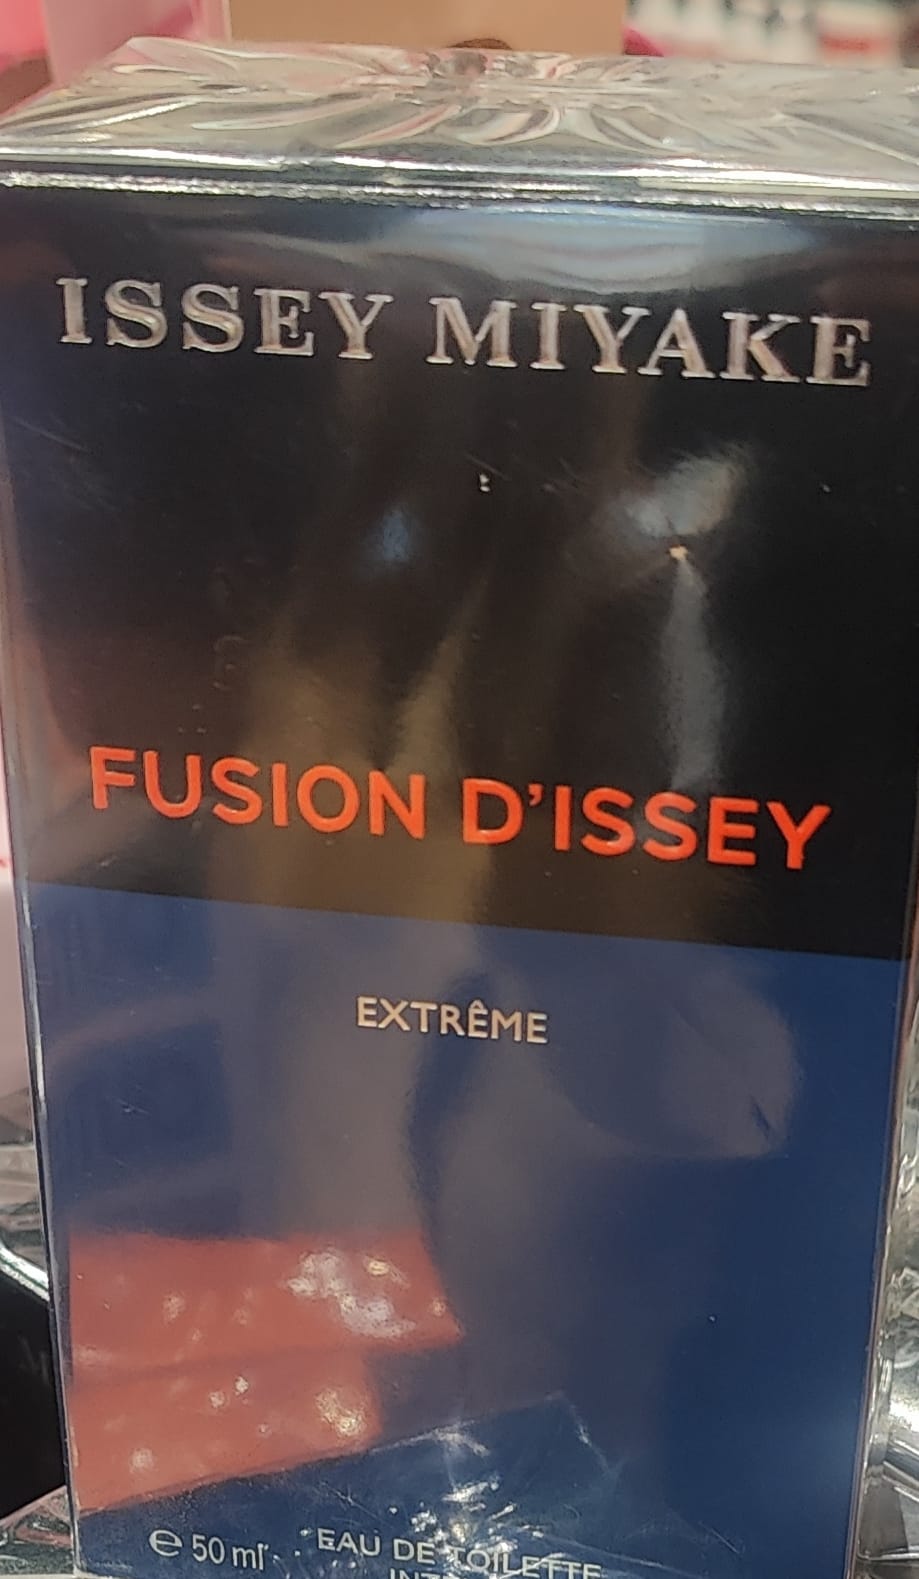 ISSEY MIYAKE
FUSION D'ISSEY
EXTRÊME
e 50 ml EAU DE TOILETTE